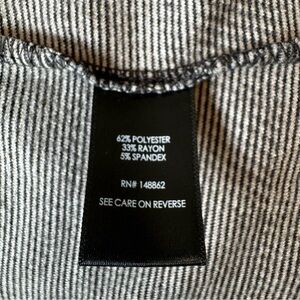 62% POLYESTER
33% RAYON
5% SPANDEX
RN# 148862
SEE CARE ON REVERSE